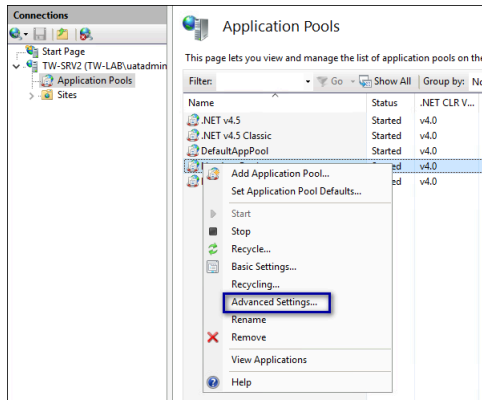 Connections
Start Page
TW-SRV2 (TW-LAB\uatadmin
Application Pools
Sites
Application Pools
This page lets you view and manage the list of application pools on the
Filter:
Go
Show All
Group by:
Name
Status
.NET CLR V...
.NET v4.5
Started
v4.0
.NET v4.5 Classic
Started
v4.0
DefaultAppPool
Started
v4.0
v4.0
v4.0
Add Application Pool...
Set Application Pool Defaults...
Start
Stop
Recycle...
Basic Settings...
Recycling...
Advanced Settings...
Rename
Remove
View Applications
Help